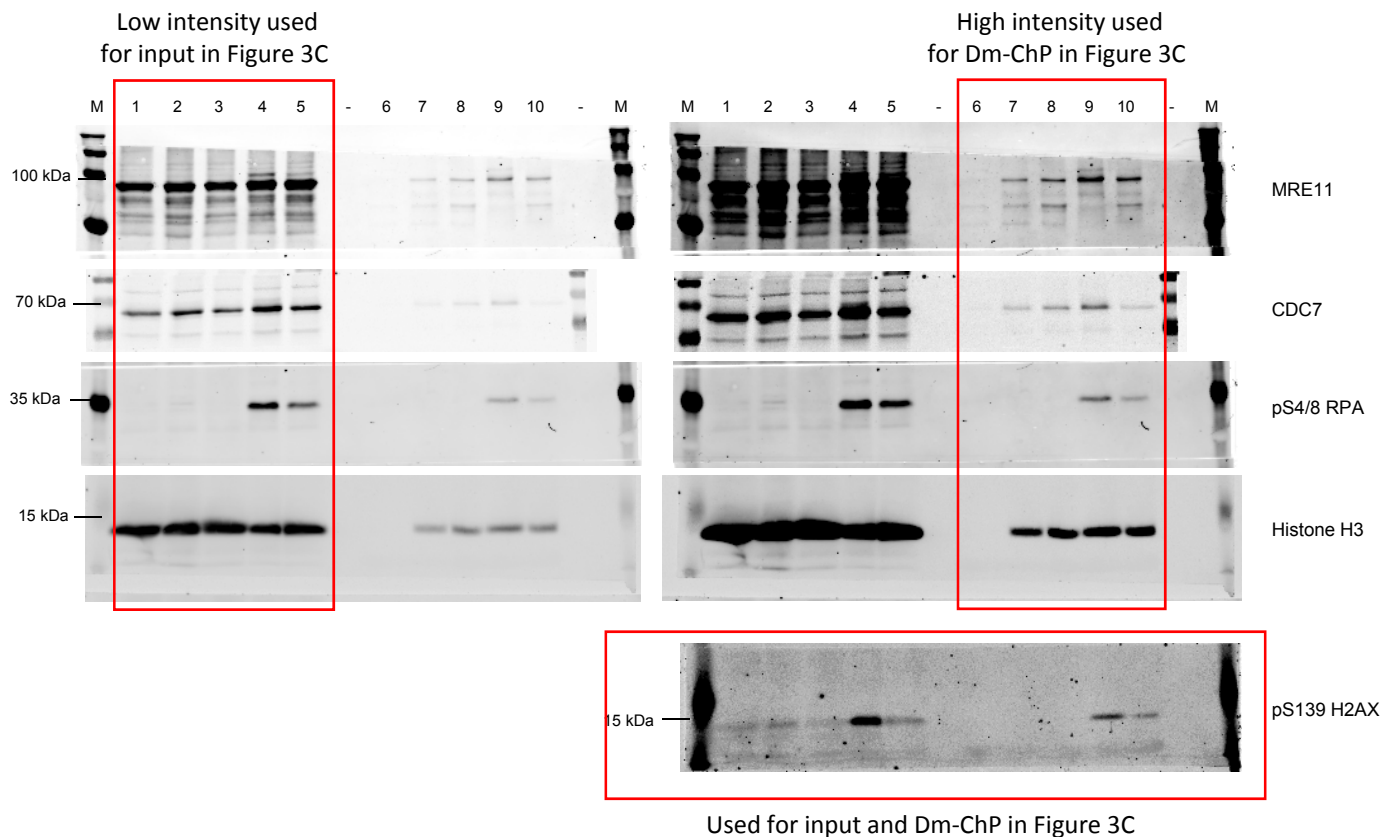 Low intensity used
for input in Figure 3C
High intensity used
for Dm-ChP in Figure 3C
M 1 2 3 4 5 - 6 7 8 9 10 - M
M 1 2 3 4 5 - 6 7 8 9 10 - M
100 kDa
MRE11
70 kDa
CDC7
35 kDa
pS4/8 RPA
15 kDa
Histone H3
15 kDa
pS139 H2AX
Used for input and Dm-ChP in Figure 3C